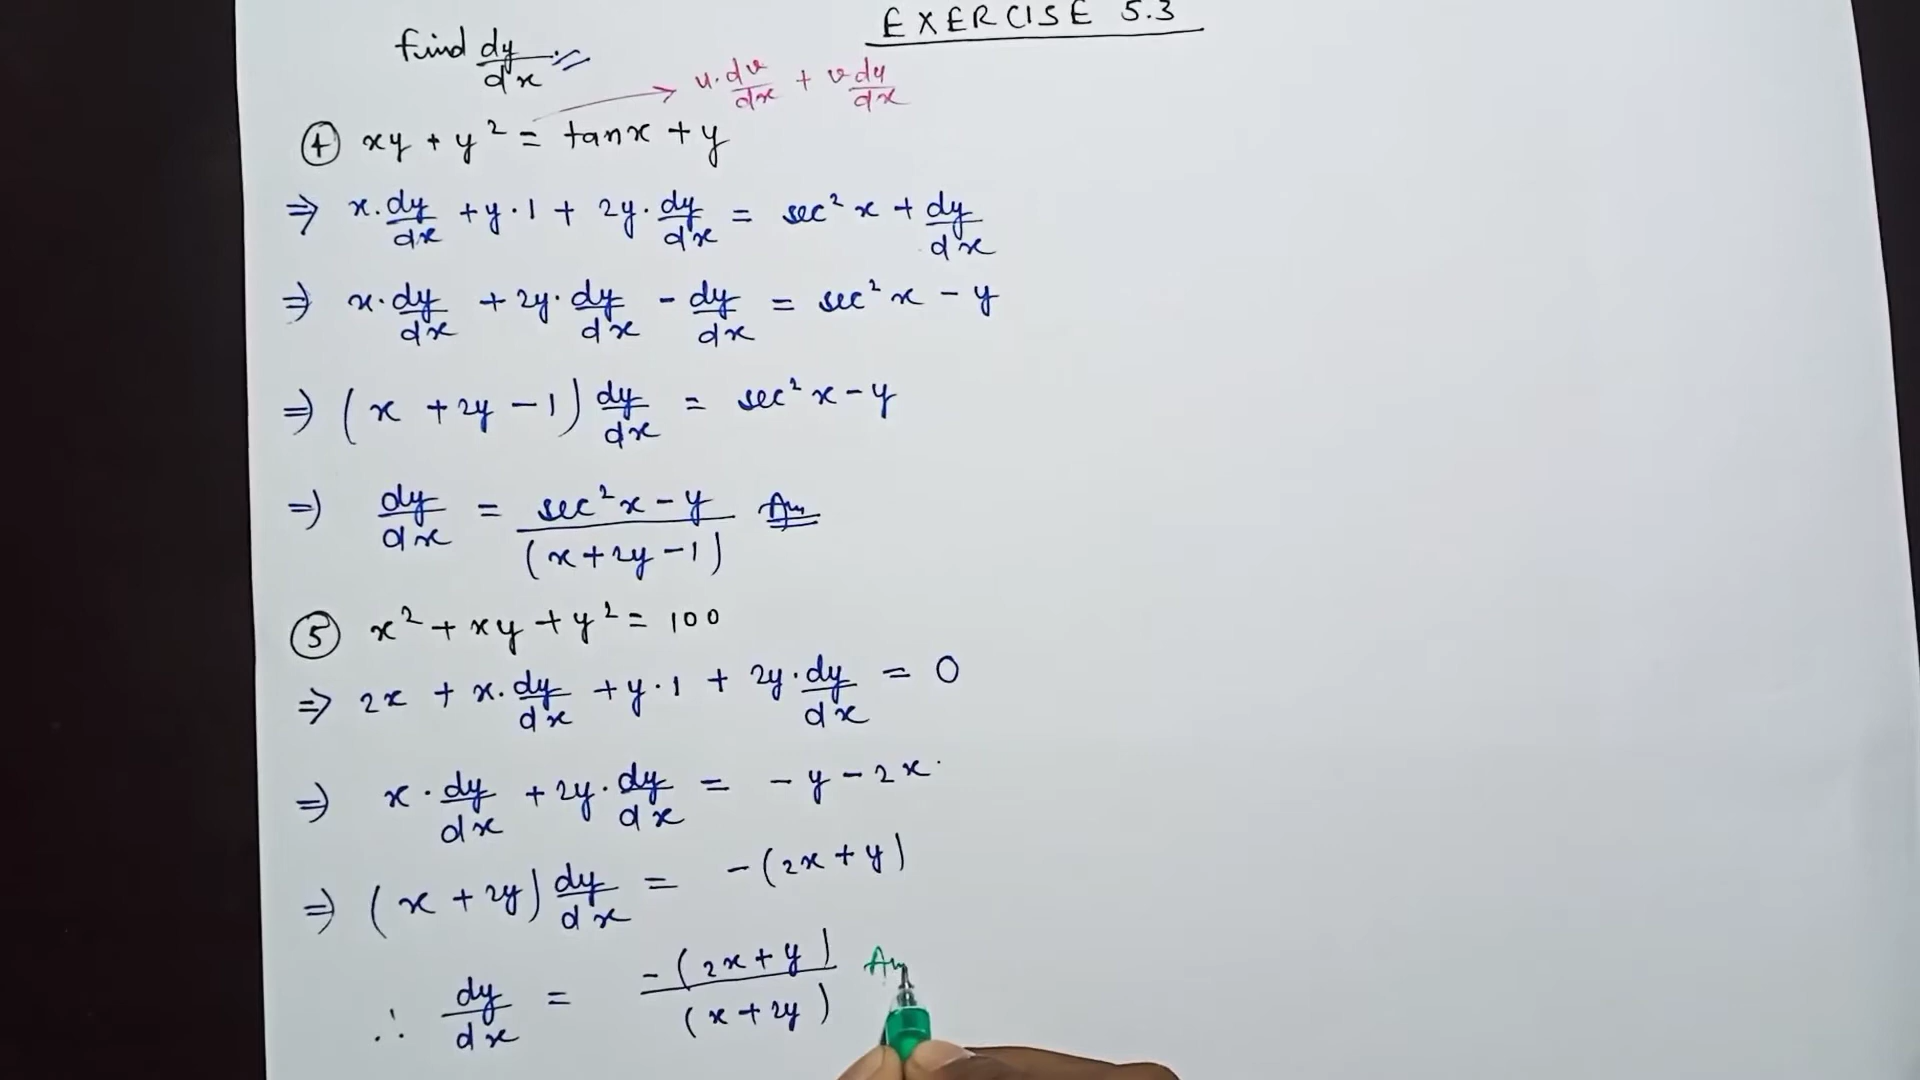 EXERCISE 5.3
find dy/dx
u.dv/dx + v du/dx
④ xy + y² = tanx + y
⇒ x.dy/dx + y.1 + 2y.dy/dx = sec²x + dy/dx
⇒ x.dy/dx + 2y.dy/dx - dy/dx = sec²x - y
⇒ (x + 2y - 1) dy/dx = sec²x - y
⇒ dy/dx = sec²x - y/(x + 2y - 1) Ans
⑤ x² + xy + y² = 100
⇒ 2x + x.dy/dx + y.1 + 2y.dy/dx = 0
⇒ x.dy/dx + 2y.dy/dx = - y - 2x.
⇒ (x + 2y) dy/dx = -(2x + y)
∴ dy/dx = -(2x + y)/(x + 2y) An